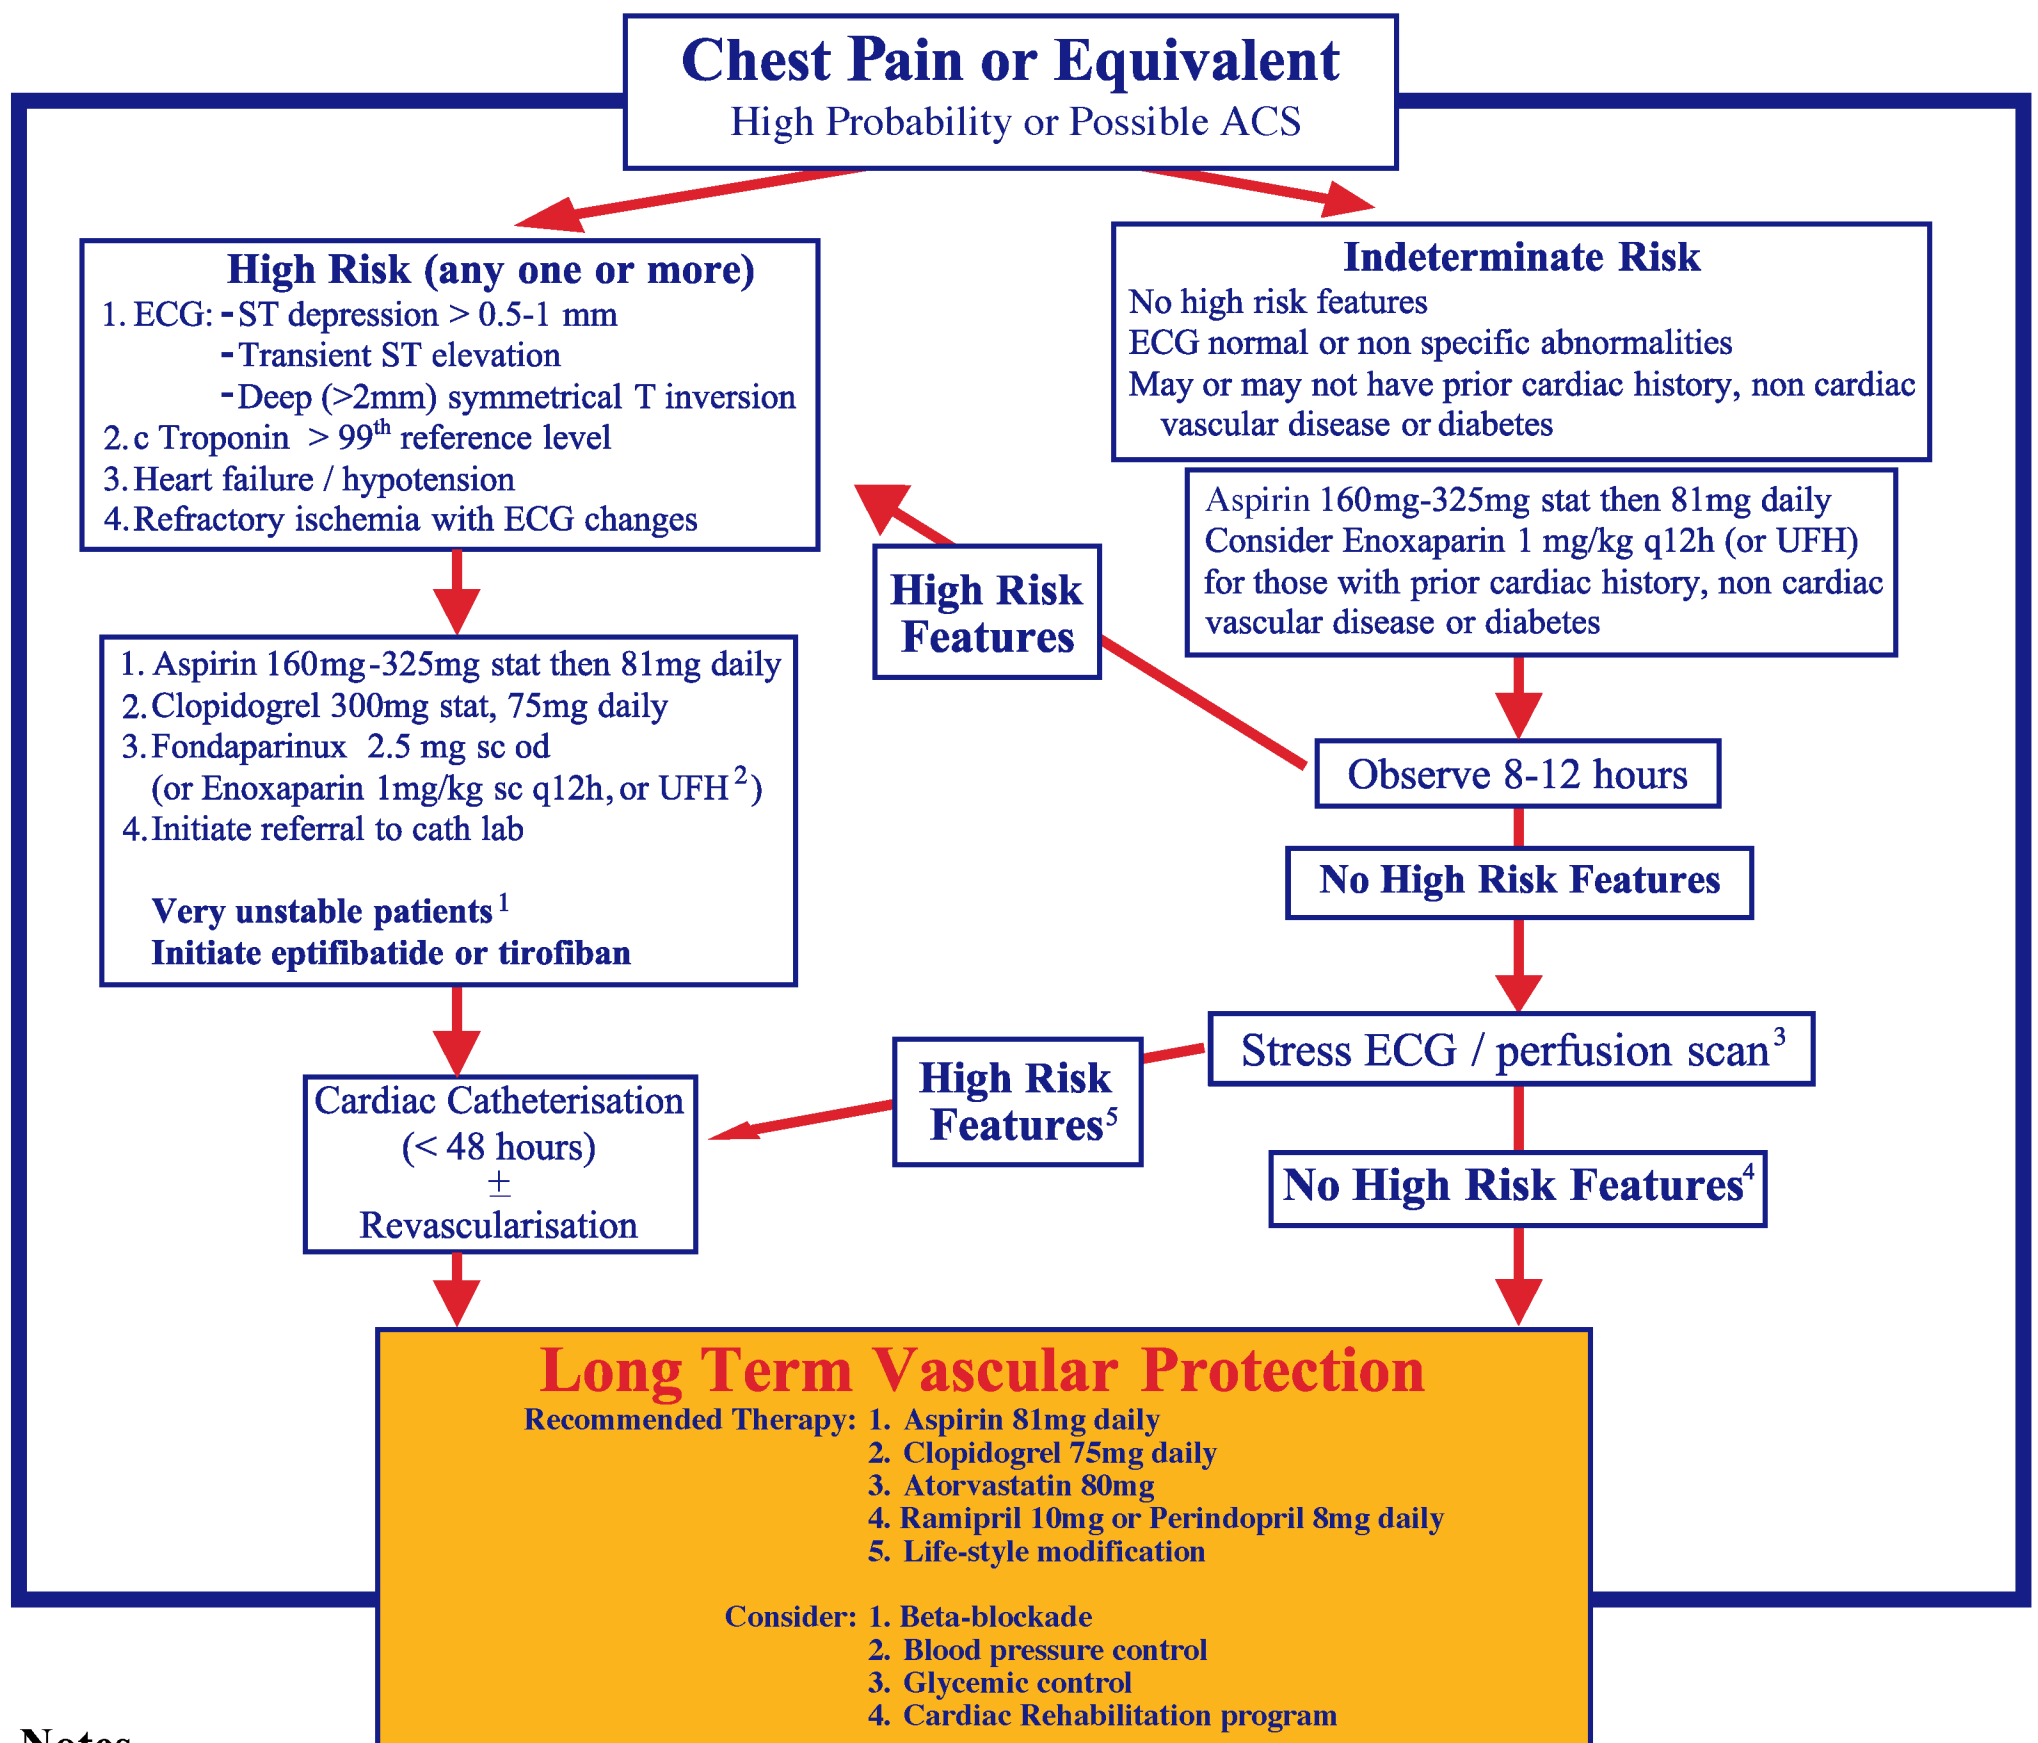 Chest Pain or Equivalent
High Probability or Possible ACS
High Risk (any one or more)
1. ECG: - ST depression > 0.5-1 mm
- Transient ST elevation
- Deep (>2mm) symmetrical T inversion
2. c Troponin > 99th reference level
3. Heart failure / hypotension
4. Refractory ischemia with ECG changes
Indeterminate Risk
No high risk features
ECG normal or non specific abnormalities
May or may not have prior cardiac history, non cardiac
vascular disease or diabetes
Aspirin 160mg-325mg stat then 81mg daily
Consider Enoxaparin 1 mg/kg q12h (or UFH)
for those with prior cardiac history, non cardiac
vascular disease or diabetes
High Risk
Features
1. Aspirin 160mg-325mg stat then 81mg daily
2. Clopidogrel 300mg stat, 75mg daily
3. Fondaparinux 2.5 mg sc od
(or Enoxaparin 1mg/kg sc q12h, or UFH 2)
4. Initiate referral to cath lab
Very unstable patients 1
Initiate eptifibatide or tirofiban
Observe 8-12 hours
No High Risk Features
Stress ECG / perfusion scan3
High Risk
Features5
No High Risk Features4
Cardiac Catheterisation
(< 48 hours)
±
Revascularisation
Long Term Vascular Protection
Recommended Therapy: 1. Aspirin 81mg daily
2. Clopidogrel 75mg daily
3. Atorvastatin 80mg
4. Ramipril 10mg or Perindopril 8mg daily
5. Life-style modification
Consider: 1. Beta-blockade
2. Blood pressure control
3. Glycemic control
4. Cardiac Rehabilitation program
Notes